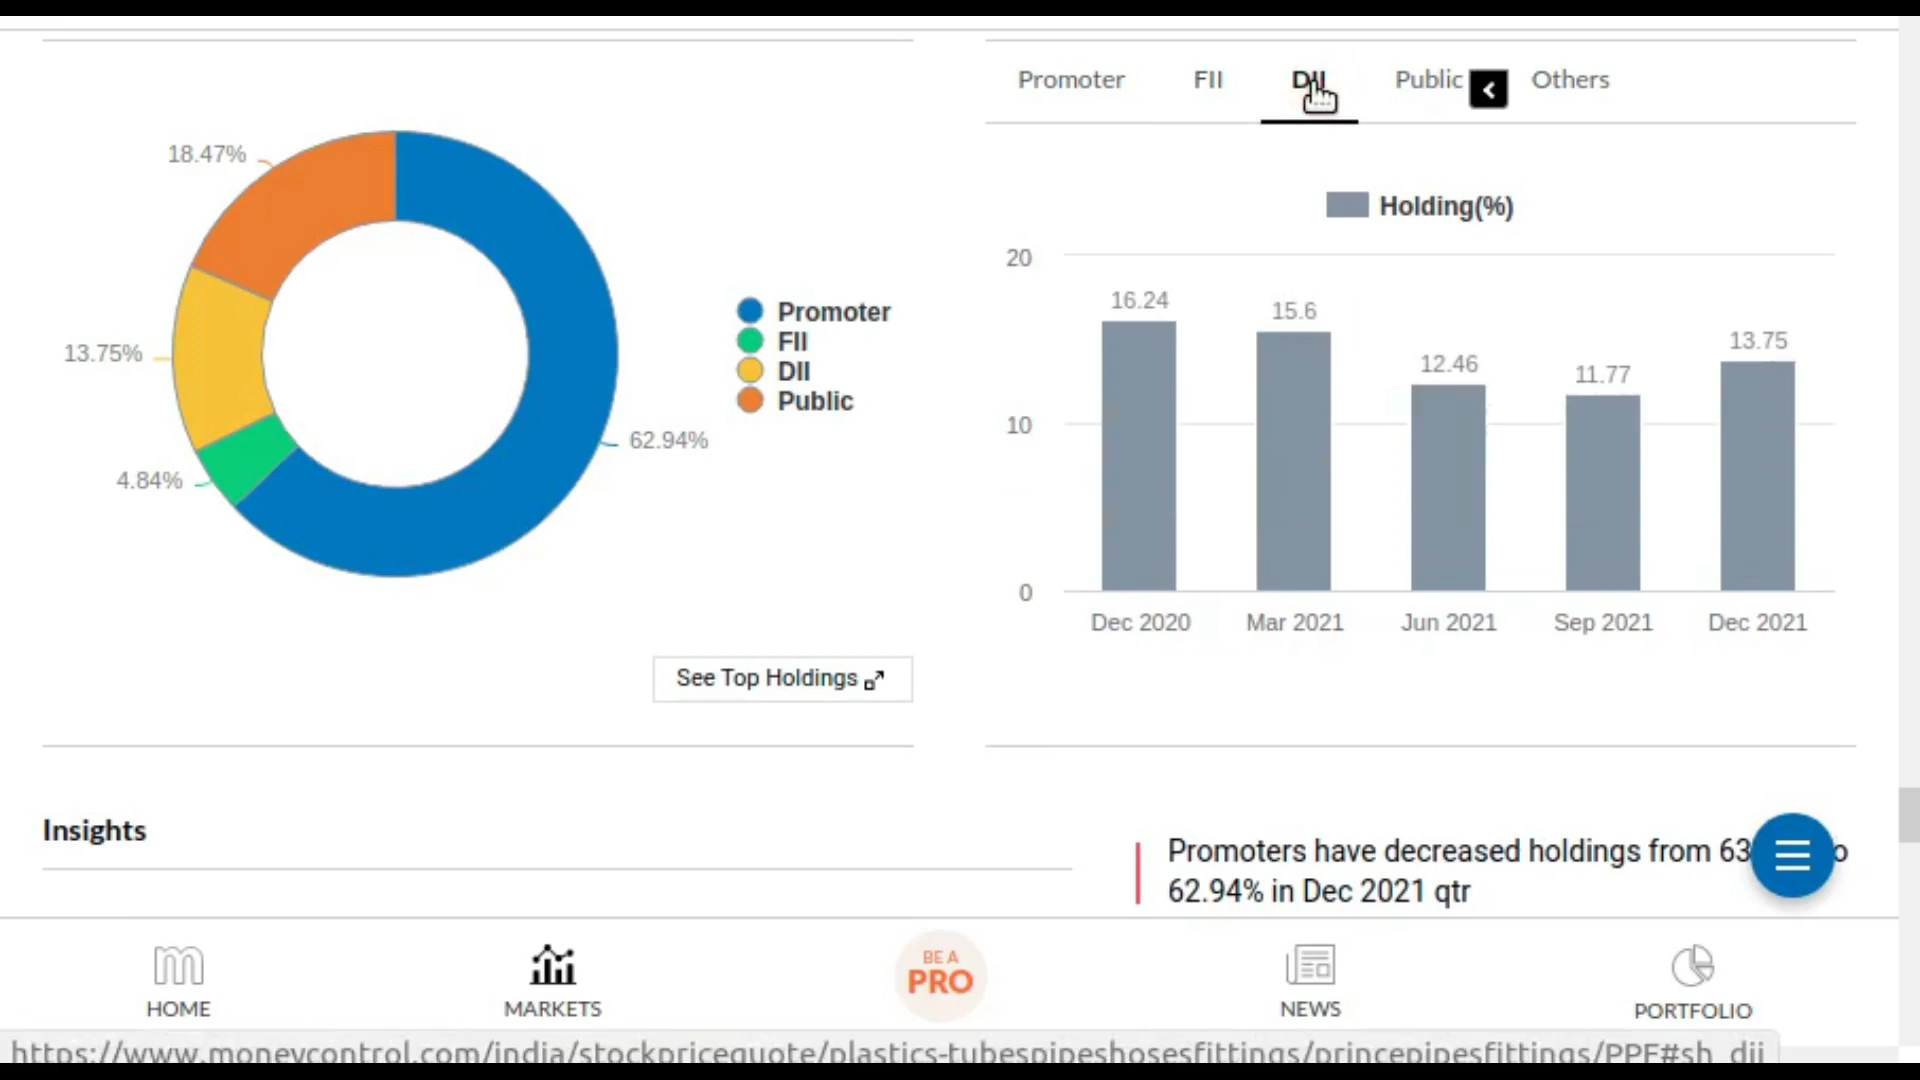 Promoter FII DII Public Others
18.47%
13.75%
4.84%
62.94%
Promoter
FII
DII
Public
See Top Holdings
Holding(%)
20
10
0
16.24
15.6
12.46
11.77
13.75
Dec 2020 Mar 2021 Jun 2021 Sep 2021 Dec 2021
Insights
Promoters have decreased holdings from
62.94% in Dec 2021 qtr
HOME
MARKETS
BE A
PRO
NEWS
PORTFOLIO
https://www.moneycontrol.com/india/stockpricequote/plastics-tubespipeshosesfittings/princepipesfittings/PPF#sh_dii